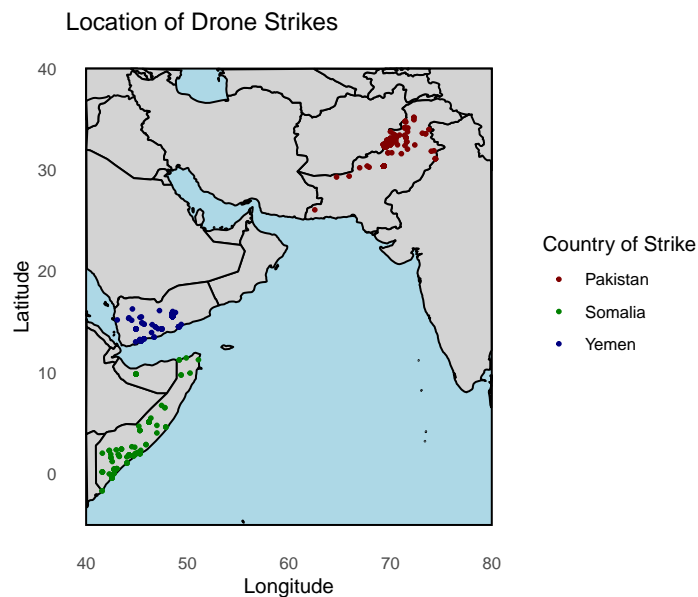 Location of Drone Strikes
40
30
20
10
0
Latitude
40 50 60 70 80
Longitude
Country of Strike
Pakistan
Somalia
Yemen